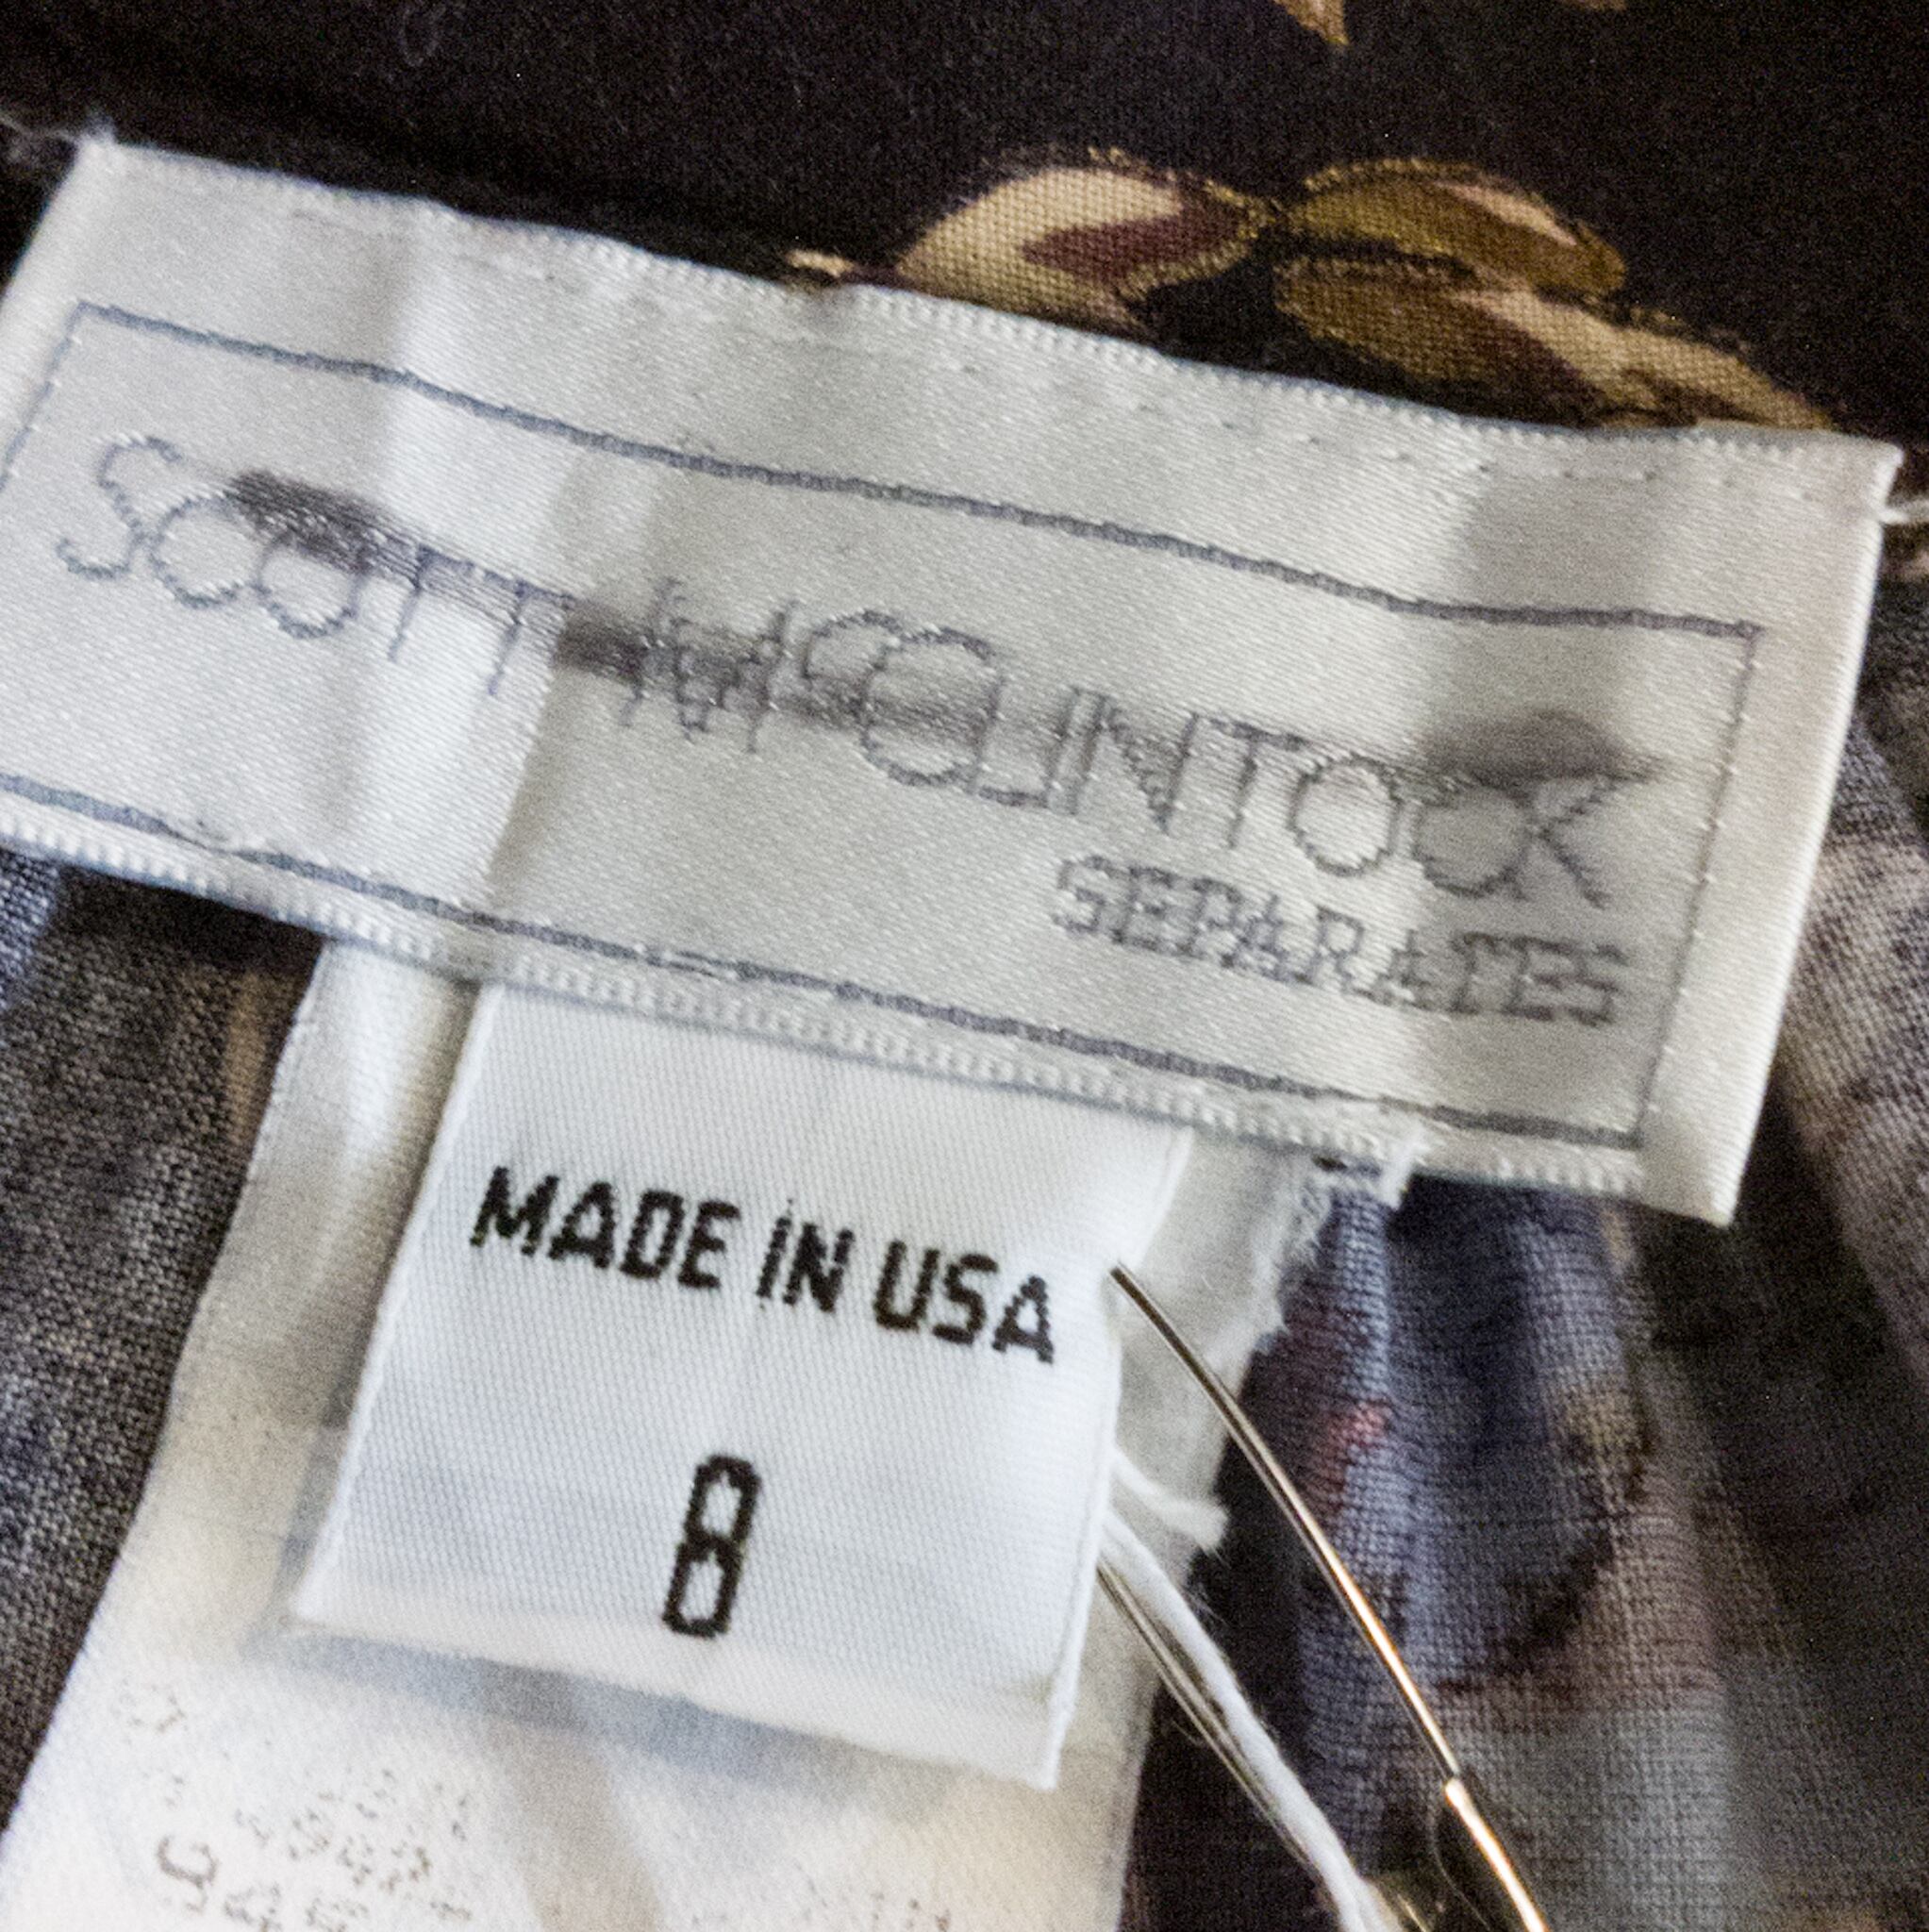 SCOTT McCLINTOCK
SEPARATES
MADE IN USA
8